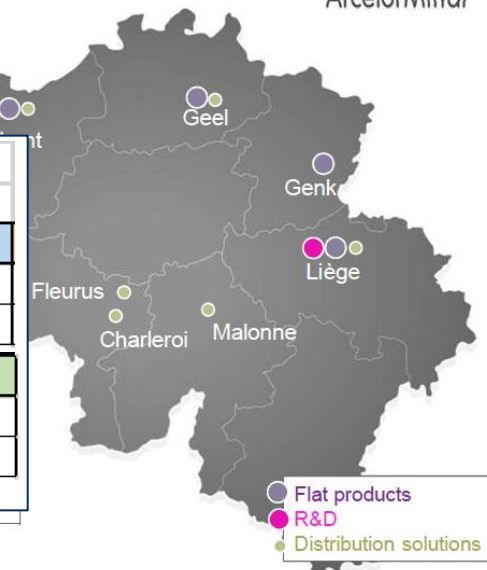 Geel
Genk
Liège
Fleurus
Charleroi
Malonne
Flat products
R&D
Distribution solutions